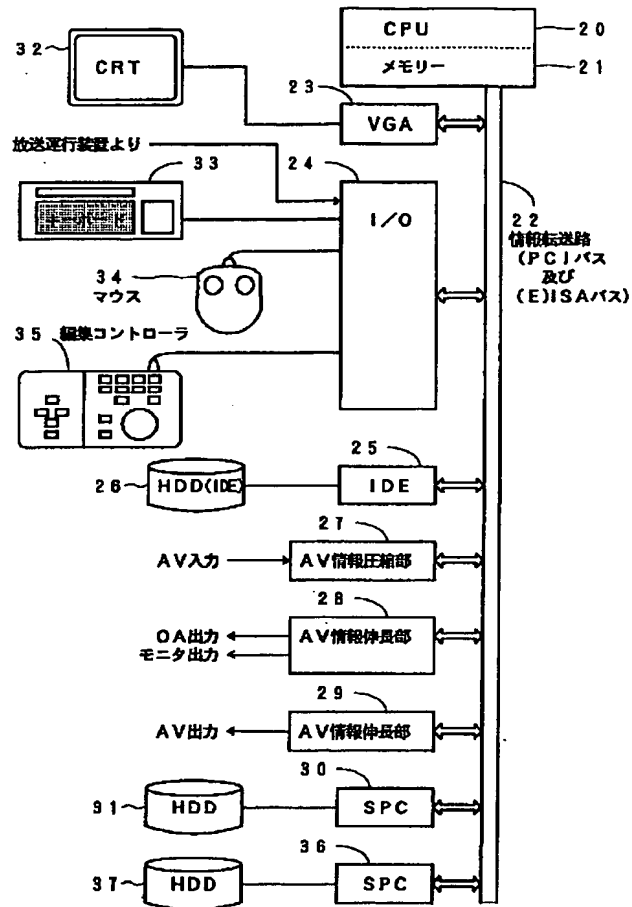 CPU
20
メモリー
21
32
CRT
23
VGA
放送運行装置より
33
24
キーボード
I/O
22
情報転送路
(PCIバス
及び
(E)ISAバス)
34
マウス
35 編集コントローラ
25
26
HDD(IDE)
IDE
27
AV入力
AV情報圧縮部
28
OA出力
モニタ出力
AV情報伸長部
29
AV出力
AV情報伸長部
30
31
HDD
SPC
36
37
HDD
SPC